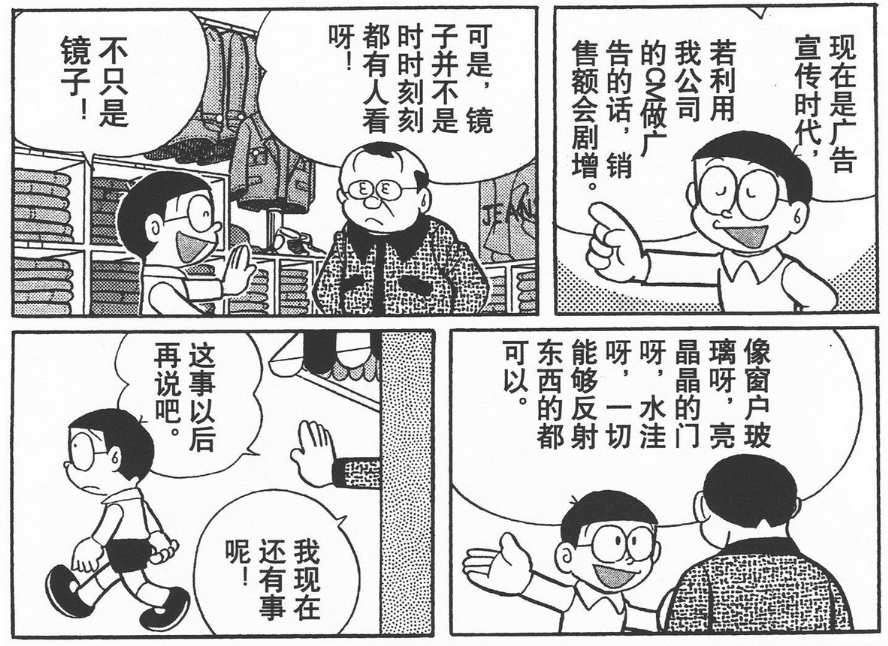 现在是广告
宣传时代，
若利用
我公司
的CM做广
告的话，销
售额会剧增。
可是，镜
子并不是
时时刻刻
都有人看
呀！
JEANS
不只是
镜子！
像窗户玻
璃呀，亮
晶晶的门
呀，水洼
呀，一切
能够反射
东西的都
可以。
这事以后
再说吧。
我现在
还有事
呢！